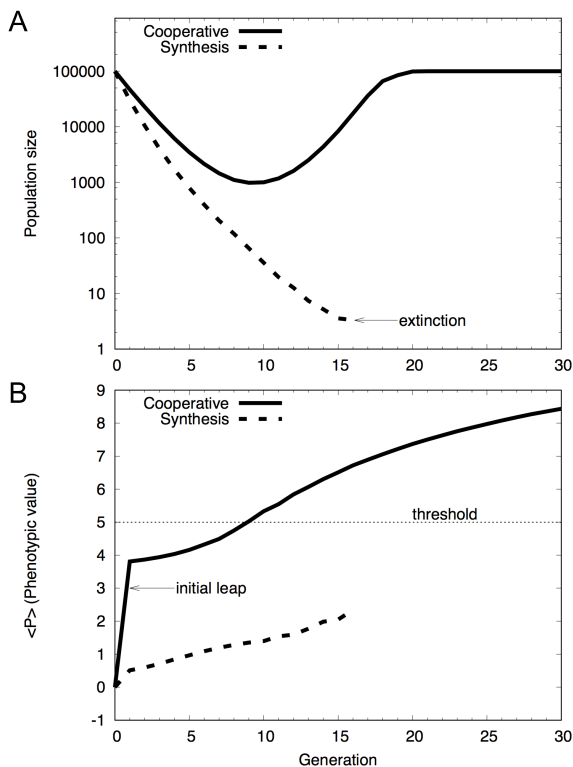 A
Cooperative
Synthesis
100000
10000
1000
100
10
1
Population size
extinction
0 5 10 15 20 25 30
B
Cooperative
Synthesis
9
8
7
6
5
4
3
2
1
0
-1
<P> (Phenotypic value)
threshold
initial leap
0 5 10 15 20 25 30
Generation